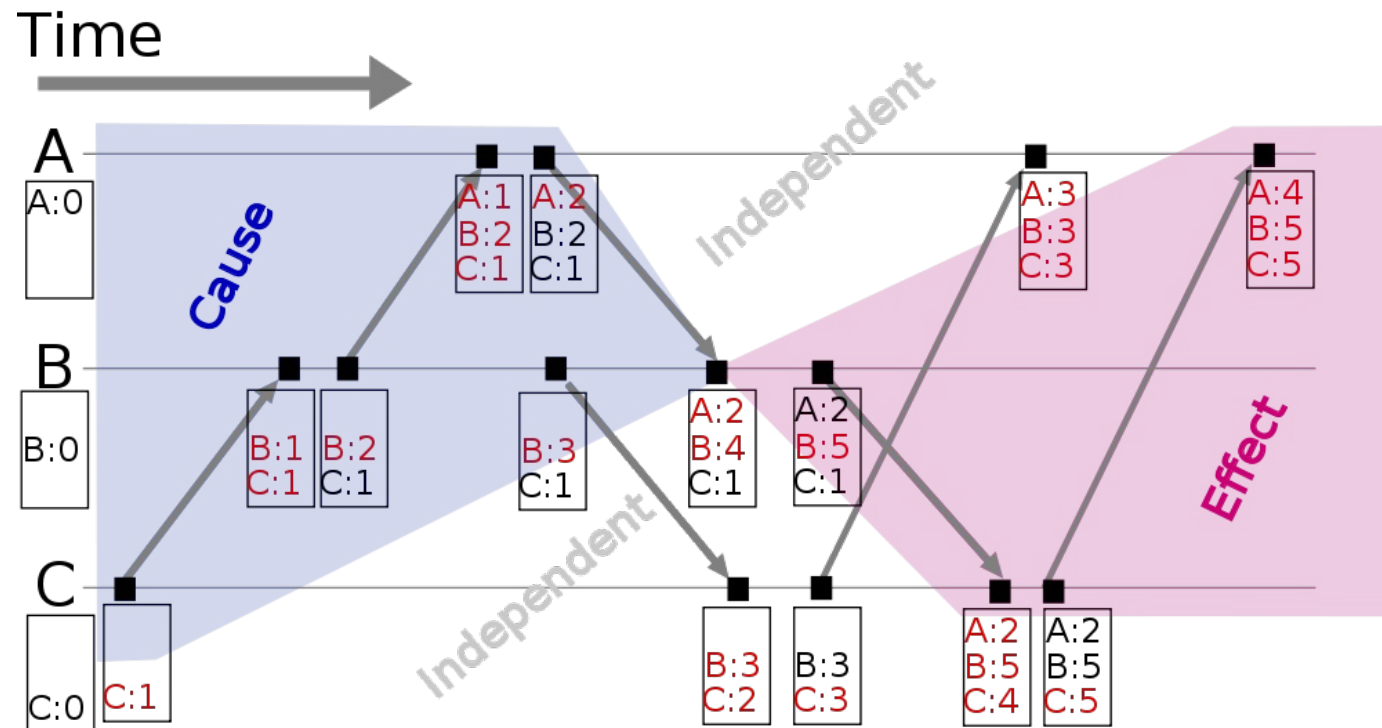 Time
Independent
A
A:0
Cause
A:1
B:2
C:1
A:2
B:2
C:1
A:3
B:3
C:3
A:4
B:5
C:5
B
B:0
B:1
C:1
B:2
C:1
B:3
C:1
A:2
B:4
C:1
A:2
B:5
C:1
Effect
Independent
C
C:0
C:1
B:3
C:2
B:3
C:3
A:2
B:5
C:4
A:2
B:5
C:5